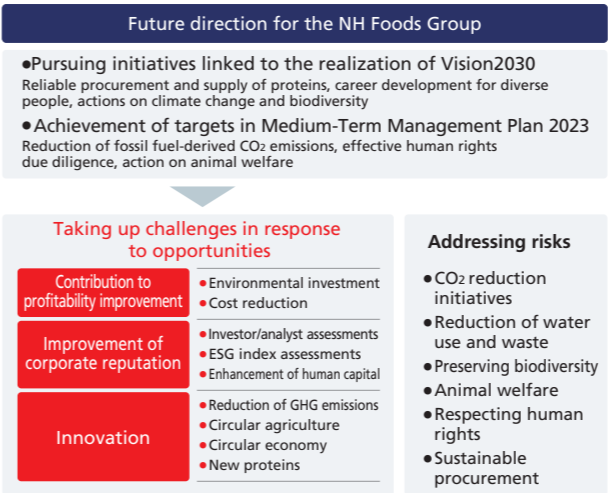 Future direction for the NH Foods Group
●Pursuing initiatives linked to the realization of Vision2030
Reliable procurement and supply of proteins, career development for diverse
people, actions on climate change and biodiversity
●Achievement of targets in Medium-Term Management Plan 2023
Reduction of fossil fuel-derived CO2 emissions, effective human rights
due diligence, action on animal welfare
Taking up challenges in response
to opportunities
Contribution to
profitability improvement
●Environmental investment
●Cost reduction
Improvement of
corporate reputation
●Investor/analyst assessments
●ESG index assessments
●Enhancement of human capital
Innovation
●Reduction of GHG emissions
●Circular agriculture
●Circular economy
●New proteins
Addressing risks
●CO2 reduction
initiatives
●Reduction of water
use and waste
●Preserving biodiversity
●Animal welfare
●Respecting human
rights
●Sustainable
procurement